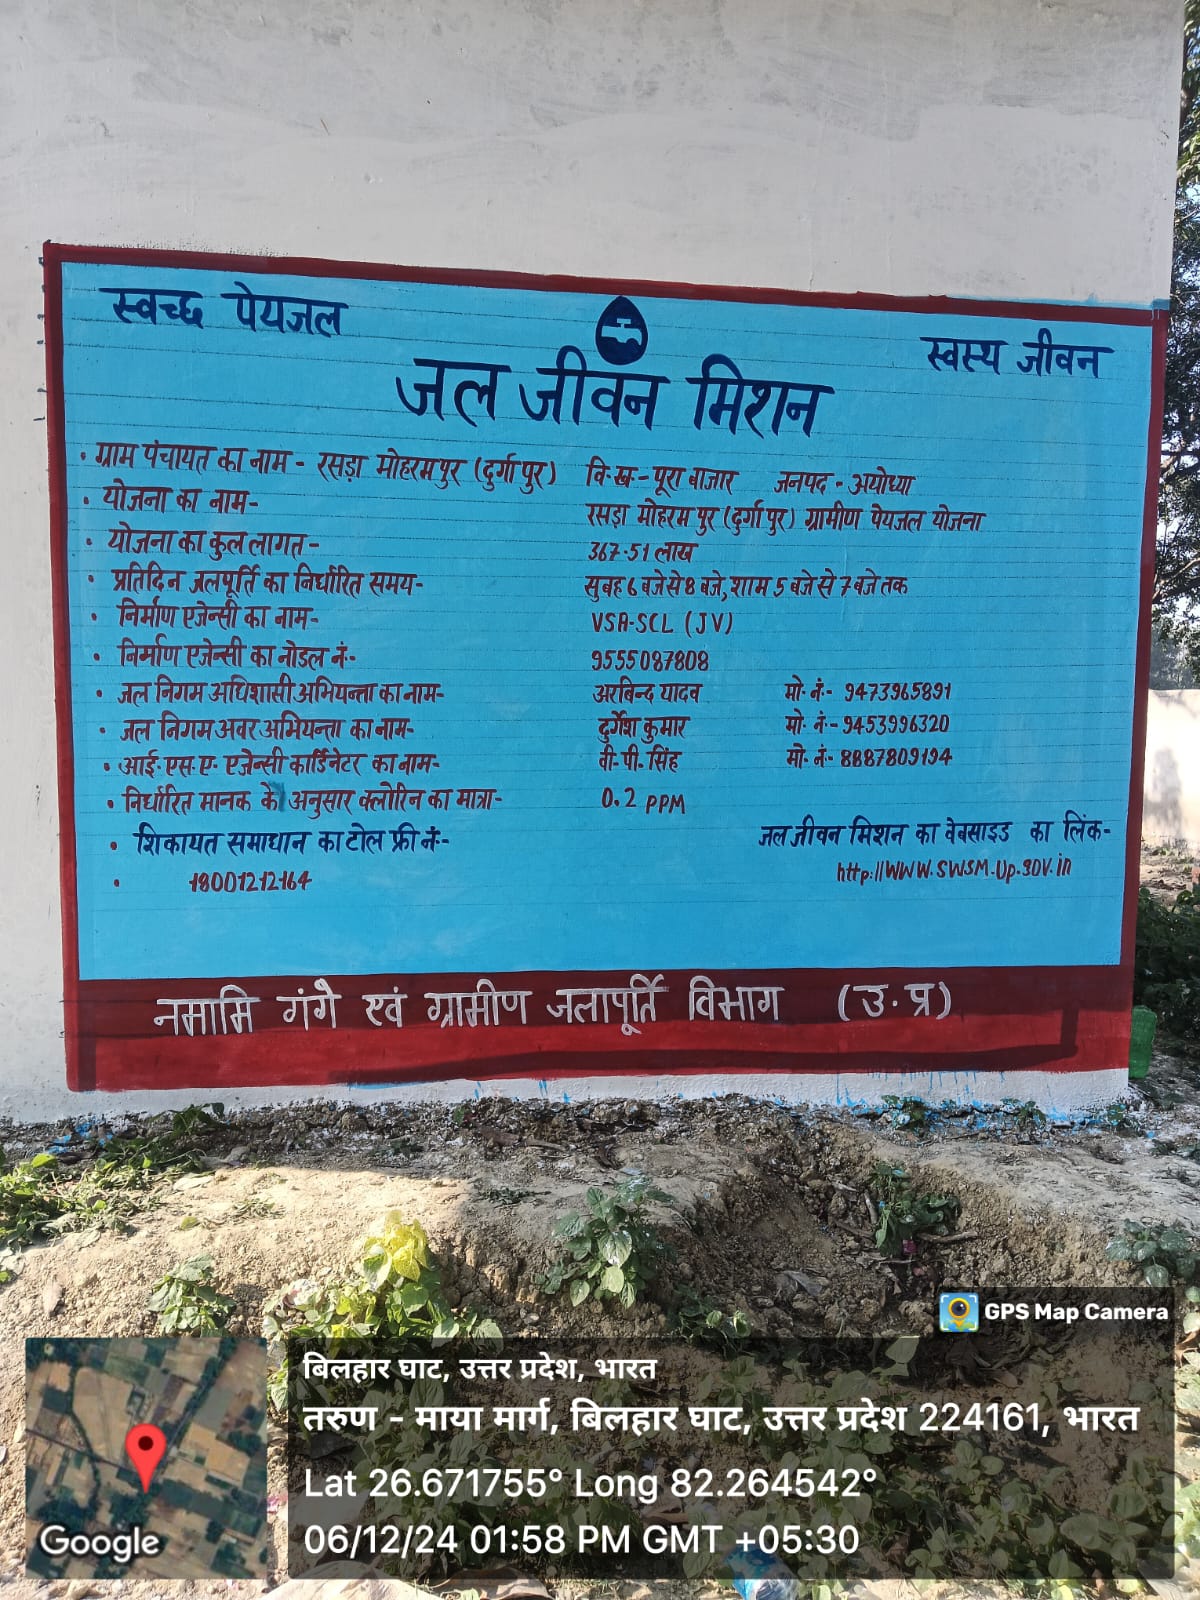 स्वच्छ पेयजल
स्वस्थ जीवन
जल जीवन मिशन
• ग्राम पंचायत का नाम - रसड़ा मोहरमपुर (दुर्गापुर) वि.ख.- पूरा बाजार जनपद - अयोध्या
• योजना का नाम- रसड़ा मोहरम पुर (दुर्गापुर) ग्रामीण पेयजल योजना
• योजना का कुल लागत - 367.51 लाख
• प्रतिदिन जलपूर्ति का निर्धारित समय- सुबह 6 बजे से 8 बजे, शाम 5 बजे से 7 बजे तक
• निर्माण एजेन्सी का नाम- VSA-SCL (JV)
• निर्माण एजेन्सी का नोडल नं.- 9555087808
• जल निगम अधिशासी अभियन्ता का नाम- अरबिन्द यादव मो. नं.- 9473965891
• जल निगम अवर अभियन्ता का नाम- दुर्गेश कुमार मो. नं.- 9453996320
• आई.एस.ए. एजेन्सी कार्डिनेटर का नाम- वी.पी. सिंह मो. नं.- 8887809194
• निर्धारित मानक के अनुसार क्लोरिन का मात्रा- 0.2 PPM
• शिकायत समाधान का टोल फ्री नं.- जल जीवन मिशन का वेबसाइड का लिंक-
• 18001212164 http://WWW.SWSM.Up.gov.in
नमामि गंगे एवं ग्रामीण जलापूर्ति विभाग (उ.प्र)
GPS Map Camera
बिलहार घाट, उत्तर प्रदेश, भारत
तरुण - माया मार्ग, बिलहार घाट, उत्तर प्रदेश 224161, भारत
Lat 26.671755° Long 82.264542°
06/12/24 01:58 PM GMT +05:30
Google